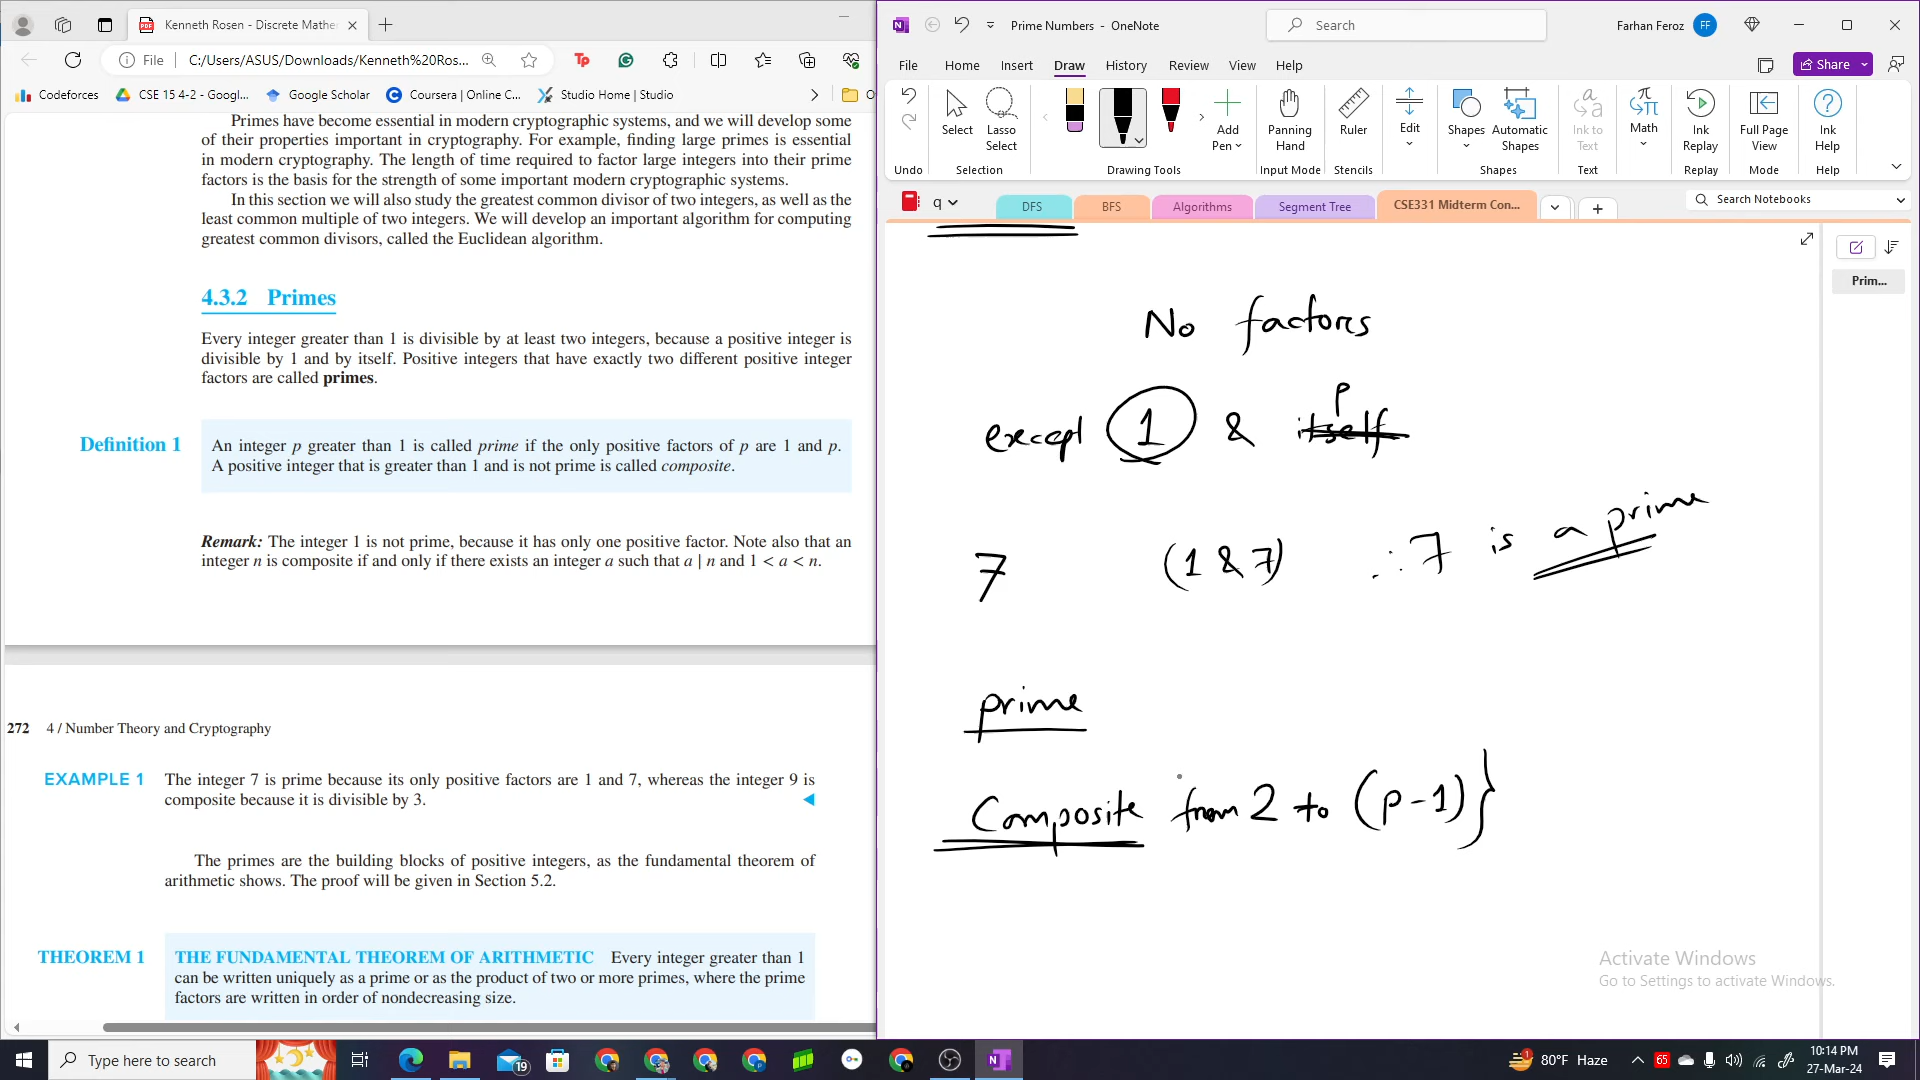 Kenneth Rosen - Discrete Mathe
File
C:/Users/ASUS/Downloads/Kenneth%20Ros...
Codeforces
CSE 15 4-2 - Googl...
Google Scholar
Coursera | Online C...
Studio Home | Studio
Primes have become essential in modern cryptographic systems, and we will develop some
of their properties important in cryptography. For example, finding large primes is essential
in modern cryptography. The length of time required to factor large integers into their prime
factors is the basis for the strength of some important modern cryptographic systems.
In this section we will also study the greatest common divisor of two integers, as well as the
least common multiple of two integers. We will develop an important algorithm for computing
greatest common divisors, called the Euclidean algorithm.
4.3.2 Primes
Every integer greater than 1 is divisible by at least two integers, because a positive integer is
divisible by 1 and by itself. Positive integers that have exactly two different positive integer
factors are called primes.
Definition 1
An integer p greater than 1 is called prime if the only positive factors of p are 1 and p.
A positive integer that is greater than 1 and is not prime is called composite.
Remark: The integer 1 is not prime, because it has only one positive factor. Note also that an
integer n is composite if and only if there exists an integer a such that a | n and 1 < a < n.
272 4 / Number Theory and Cryptography
EXAMPLE 1
The integer 7 is prime because its only positive factors are 1 and 7, whereas the integer 9 is
composite because it is divisible by 3.
The primes are the building blocks of positive integers, as the fundamental theorem of
arithmetic shows. The proof will be given in Section 5.2.
THEOREM 1
THE FUNDAMENTAL THEOREM OF ARITHMETIC Every integer greater than 1
can be written uniquely as a prime or as the product of two or more primes, where the prime
factors are written in order of nondecreasing size.
Prime Numbers - OneNote
Search
Farhan Feroz
FF
File Home Insert Draw History Review View Help
Share
Select
Lasso Select
Add Pen
Panning Hand
Ruler
Edit
Shapes
Automatic Shapes
Ink to Text
Math
Ink Replay
Full Page View
Ink Help
Undo Selection Drawing Tools Input Mode Stencils Shapes Text Replay Mode Help
q
DFS
BFS
Algorithms
Segment Tree
CSE331 Midterm Con...
Search Notebooks
Prim...
No factors
p
except 1 & itself
7 (1 & 7) ∴ 7 is a prime
prime
Composite from 2 to (p-1)}
Activate Windows
Go to Settings to activate Windows.
Type here to search
19
80°F Haze
65
10:14 PM
27-Mar-24